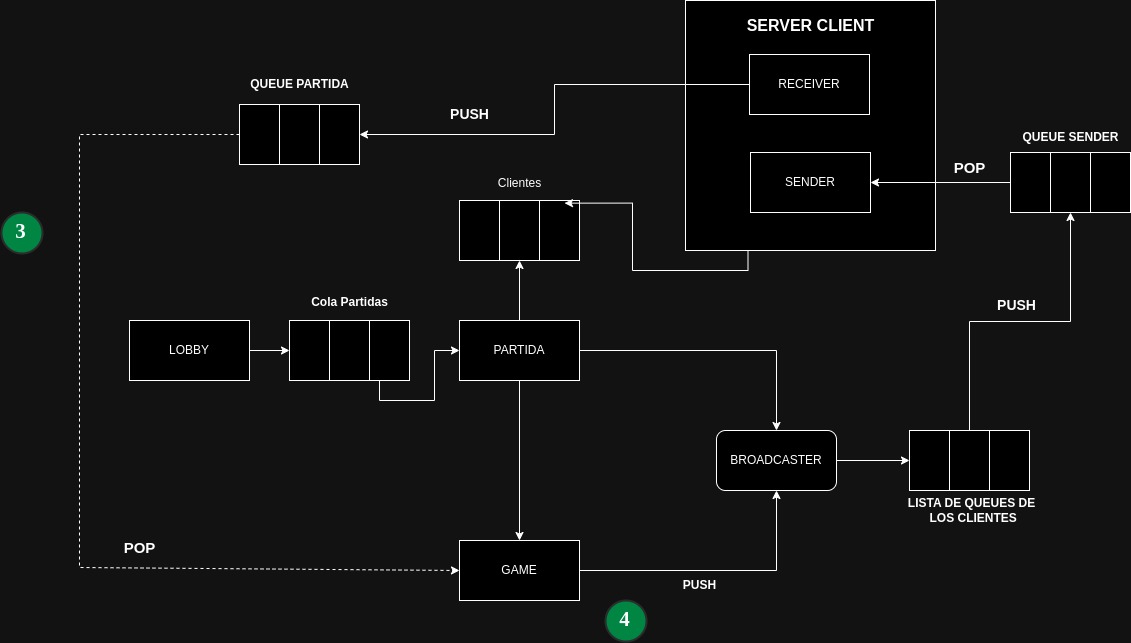 SERVER CLIENT
RECEIVER
QUEUE PARTIDA
PUSH
QUEUE SENDER
POP
SENDER
Clientes
3
Cola Partidas
PUSH
LOBBY
PARTIDA
BROADCASTER
LISTA DE QUEUES DE
LOS CLIENTES
POP
GAME
PUSH
4